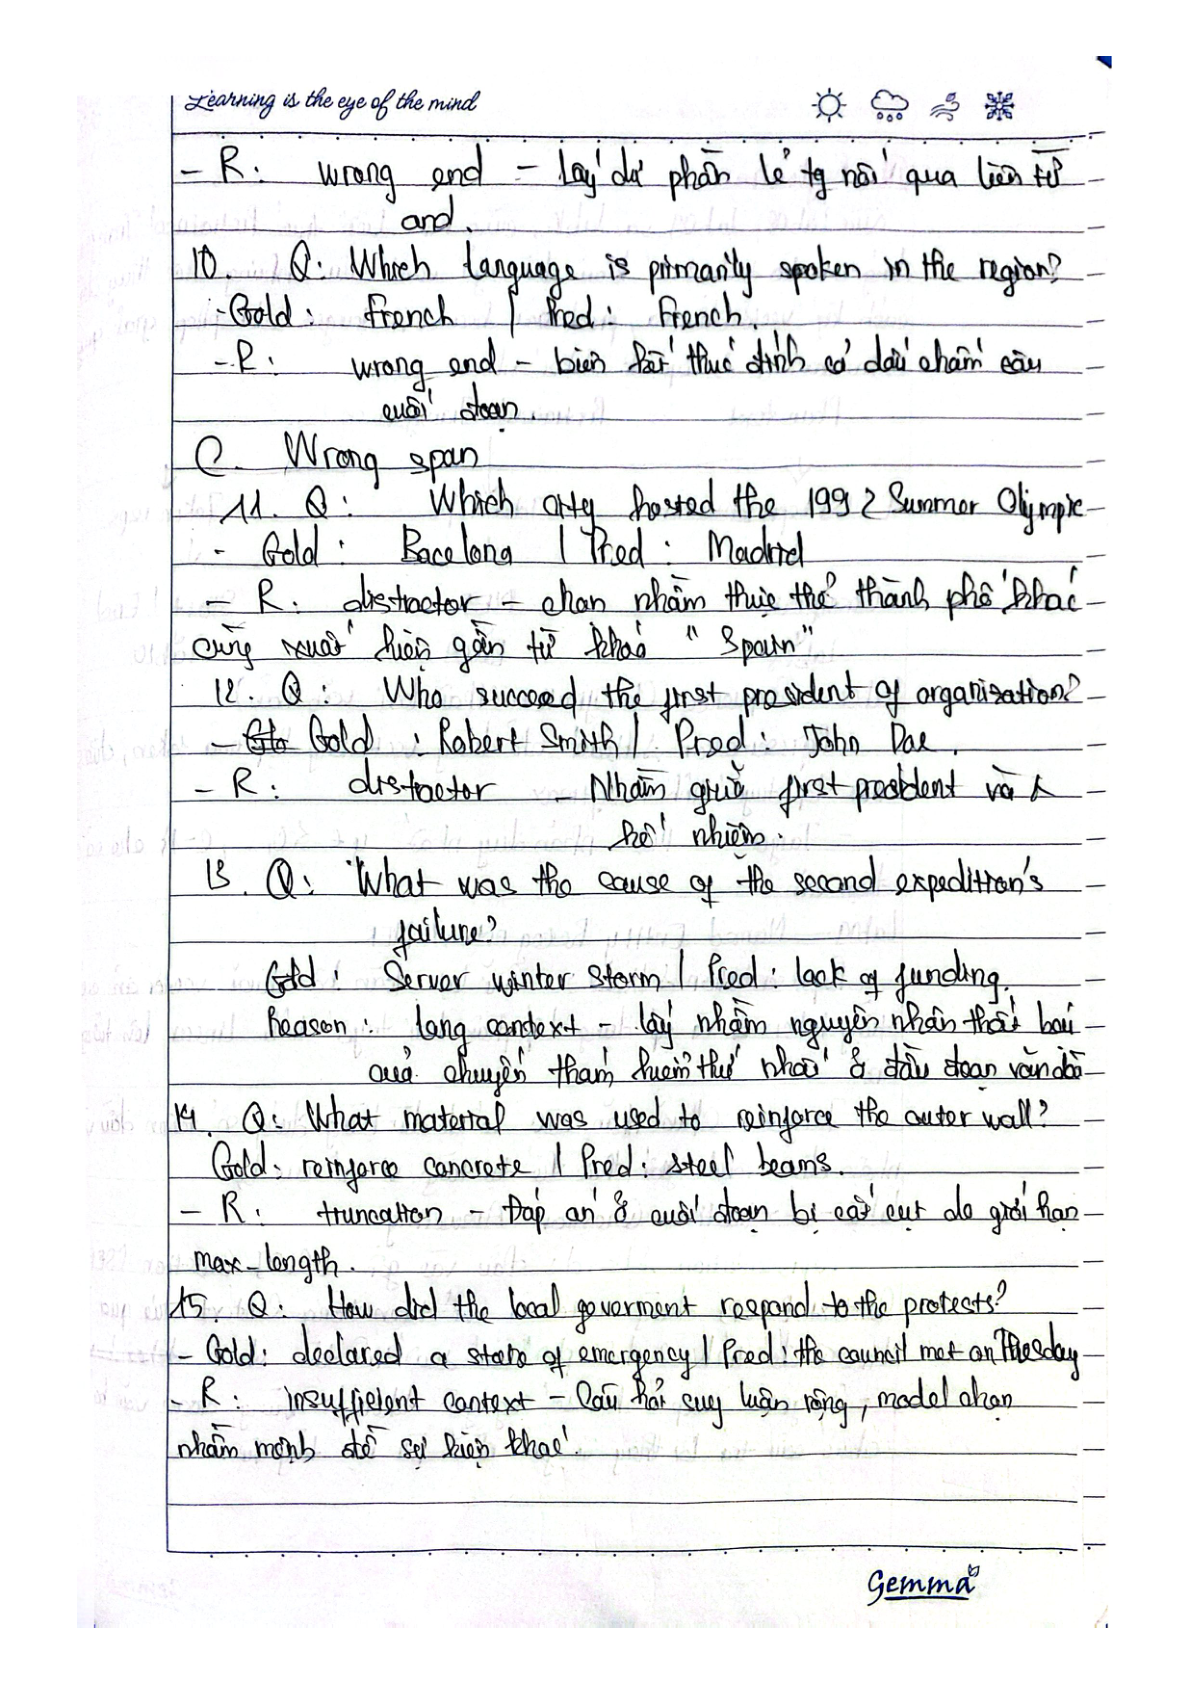 Learning is the eye of the mind
- R: wrong end - lấy dư phần lẻ tg nối qua liên từ
and.
10. Q: Which language is primarily spoken in the region?
- Gold: French | Pred: French.
- R: wrong end - biên kết thúc dính cả dấu chấm câu
cuối đoạn
C. Wrong span
11. Q: Which city hosted the 1992 Summer Olympic
- Gold: Bacelona | Pred: Madrid
- R: distractor - chọn nhầm thực thể thành phố khác
cũng xuất hiện gần từ khoá "Spain"
12. Q: Who succeed the first president of organization?
- Gold: Robert Smith | Pred: John Doe.
- R: distractor - Nhầm giữa first president và
kế nhiệm.
13. Q: What was the cause of the second expedition's
failure?
Gold: Server winter storm | Pred: lack of funding.
Reason: long context - lấy nhầm nguyên nhân thất bại
của chuyến thám hiểm thứ nhất ở đầu đoạn văn dài
14. Q: What material was used to reinforce the outer wall?
Gold: reinforce concrete | Pred: steel beams.
- R: truncation - Đáp án ở cuối đoạn bị cắt cụt do giới hạn
max-length.
15. Q: How did the local goverment respond to the protests?
- Gold: declared a state of emergency | Pred: the council met on Tuesday
- R: insufficient context - Câu hỏi suy luận rộng, model chọn
nhầm mệnh đề sự kiện khác.
Gemma